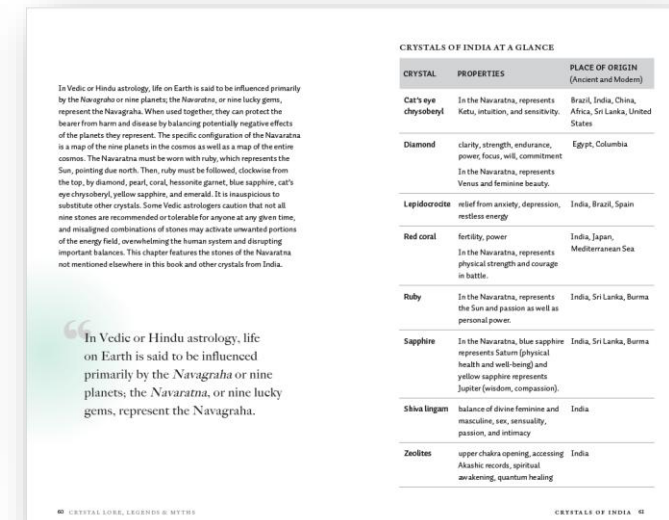 In Vedic or Hindu astrology, life on Earth is said to be influenced primarily
by the Navagraha or nine planets; the Navaratna, or nine lucky gems,
represent the Navagraha. When used together, they can protect the
bearer from harm and disease by balancing potentially negative effects
of the planets they represent. The specific configuration of the Navaratna
is a map of the nine planets in the cosmos as well as a map of the entire
cosmos. The Navaratna must be worn with ruby, which represents the
Sun, pointing due north. Then, ruby must be followed, clockwise from
the top, by diamond, pearl, coral, hessonite garnet, blue sapphire, cat's
eye chrysoberyl, yellow sapphire, and emerald. It is inauspicious to
substitute other crystals. Some Vedic astrologers caution that not all
nine stones are recommended or tolerable for anyone at any given time,
and misaligned combinations of stones may activate unwanted portions
of the energy field, overwhelming the human system and disrupting
important balances. This chapter features the stones of the Navaratna
not mentioned elsewhere in this book and other crystals from India.
“In Vedic or Hindu astrology, life
on Earth is said to be influenced
primarily by the Navagraha or nine
planets; the Navaratna, or nine lucky
gems, represent the Navagraha.
60 CRYSTAL LORE, LEGENDS & MYTHS
CRYSTALS OF INDIA AT A GLANCE
CRYSTAL PROPERTIES PLACE OF ORIGIN
(Ancient and Modern)
Cat's eye In the Navaratna, represents Brazil, India, China,
chrysoberyl Ketu, intuition, and sensitivity. Africa, Sri Lanka, United
States
Diamond clarity, strength, endurance, Egypt, Columbia
power, focus, will, commitment
In the Navaratna, represents
Venus and feminine beauty.
Lepidocrocite relief from anxiety, depression, India, Brazil, Spain
restless energy
Red coral fertility, power India, Japan,
In the Navaratna, represents Mediterranean Sea
physical strength and courage
in battle.
Ruby In the Navaratna, represents India, Sri Lanka, Burma
the Sun and passion as well as
personal power.
Sapphire In the Navaratna, blue sapphire India, Sri Lanka, Burma
represents Saturn (physical
health and well-being) and
yellow sapphire represents
Jupiter (wisdom, compassion).
Shiva lingam balance of divine feminine and India
masculine, sex, sensuality,
passion, and intimacy
Zeolites upper chakra opening, accessing India
Akashic records, spiritual
awakening, quantum healing
CRYSTALS OF INDIA 61